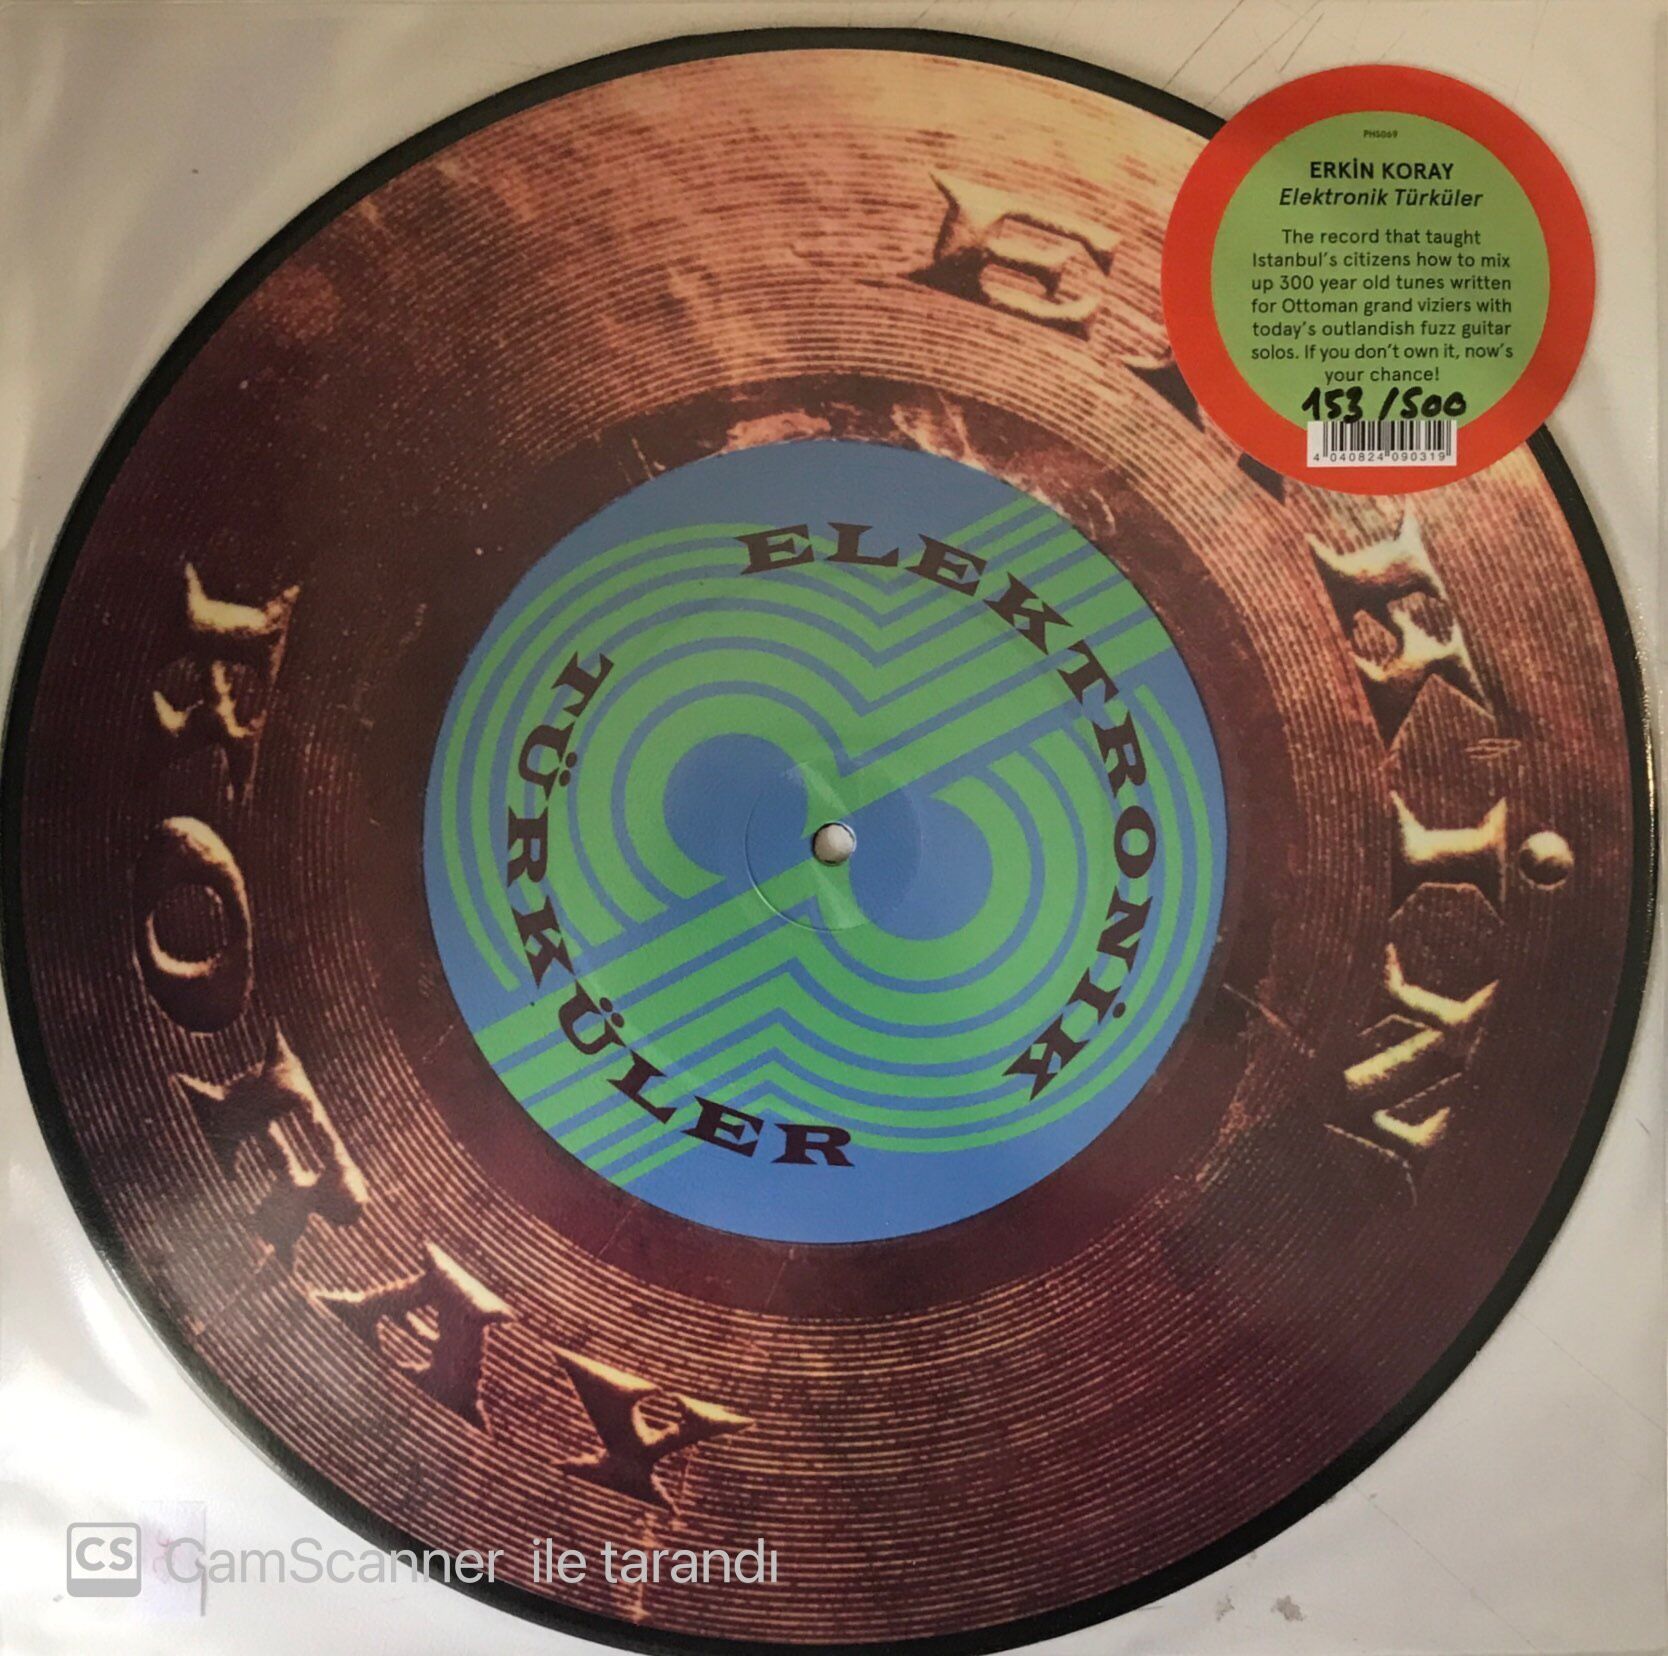 PHS069
ERKİN KORAY
Elektronik Türküler
The record that taught
Istanbul's citizens how to mix
up 300 year old tunes written
for Ottoman grand viziers with
today's outlandish fuzz guitar
solos. If you don't own it, now's
your chance!
153/500
4 040824 090319
ERKİN
KORAY
ELEKTRONİK
TÜRKÜLER
CS CamScanner ile tarandı